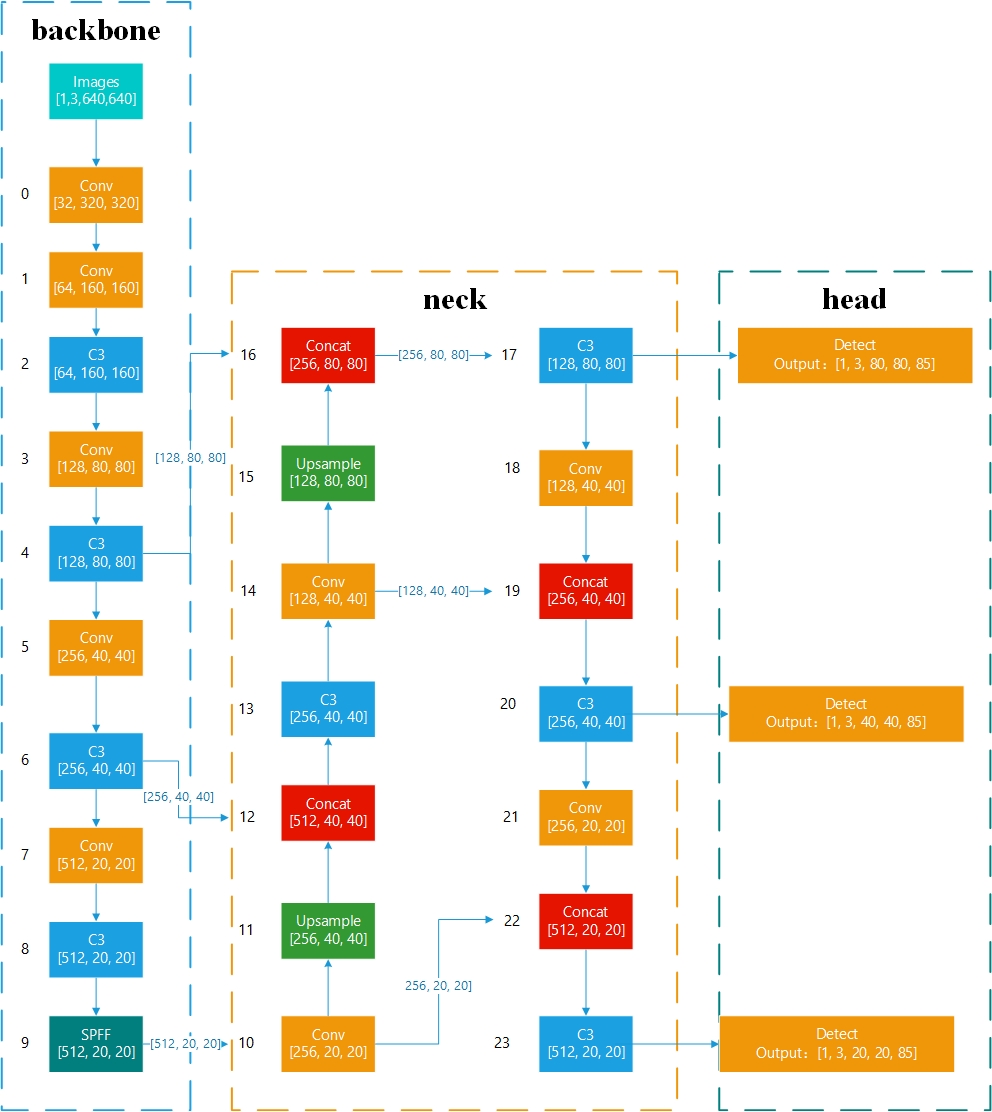 backbone
Images
[1,3,640,640]
0
Conv
[32, 320, 320]
1
Conv
[64, 160, 160]
2
C3
[64, 160, 160]
3
Conv
[128, 80, 80]
[128, 80, 80]
4
C3
[128, 80, 80]
5
Conv
[256, 40, 40]
6
C3
[256, 40, 40]
[256, 40, 40]
7
Conv
[512, 20, 20]
8
C3
[512, 20, 20]
9
SPFF
[512, 20, 20]
[512, 20, 20]
neck
16
Concat
[256, 80, 80]
[256, 80, 80]
15
Upsample
[128, 80, 80]
14
Conv
[128, 40, 40]
[128, 40, 40]
13
C3
[256, 40, 40]
12
Concat
[512, 40, 40]
11
Upsample
[256, 40, 40]
256, 20, 20]
10
Conv
[256, 20, 20]
17
C3
[128, 80, 80]
18
Conv
[128, 40, 40]
19
Concat
[256, 40, 40]
20
C3
[256, 40, 40]
21
Conv
[256, 20, 20]
22
Concat
[512, 20, 20]
23
C3
[512, 20, 20]
head
Detect
Output：[1, 3, 80, 80, 85]
Detect
Output：[1, 3, 40, 40, 85]
Detect
Output：[1, 3, 20, 20, 85]